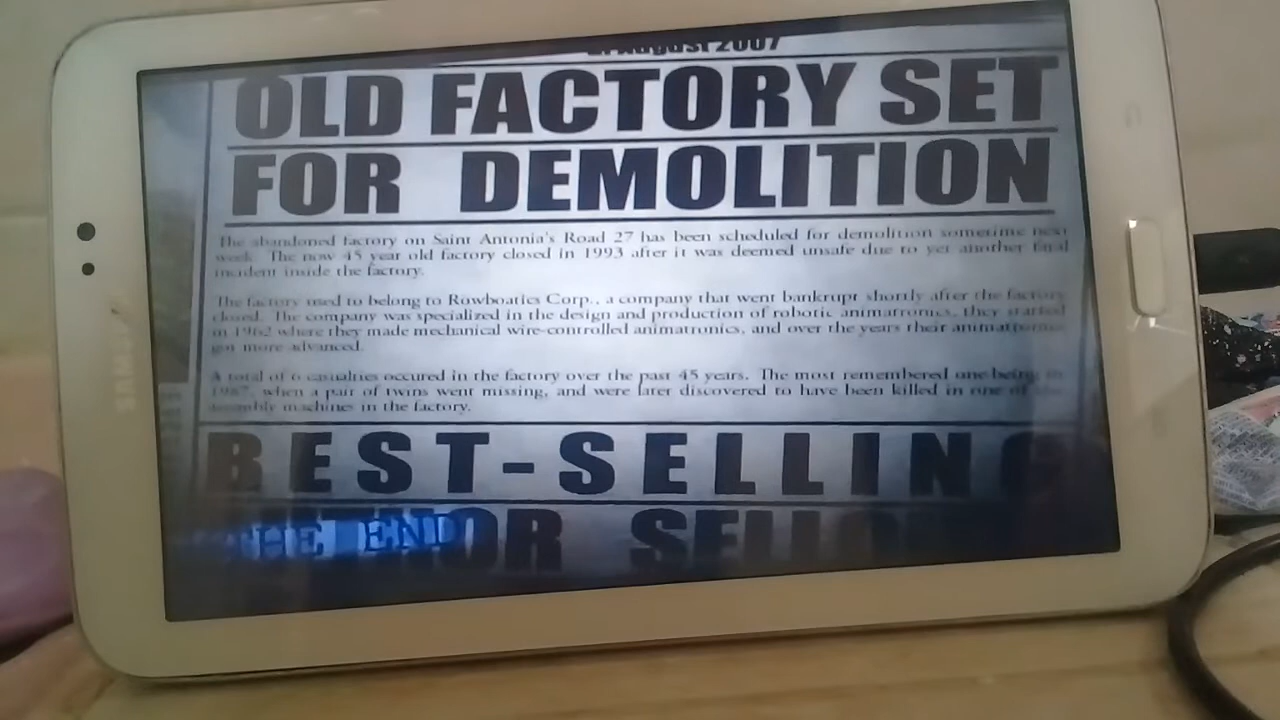 August 2007
OLD FACTORY SET
FOR DEMOLITION
The abandoned factory on Saint Antonia's Road 27 has been scheduled for demolition sometime next
week. The now 45 year old factory closed in 1993 after it was deemed unsafe due to yet another fatal
incident inside the factory.
The factory used to belong to Rowboatics Corp., a company that went bankrupt shortly after the factory
closed. The company was specialized in the design and production of robotic animatronics, they started
in 1962 where they made mechanical wire-controlled animatronics, and over the years their animatronics
got more advanced.
A total of 6 casualties occured in the factory over the past 45 years. The most remembered one being in
1987, when a pair of twins went missing, and were later discovered to have been killed in one of the
assembly machines in the factory.
BEST-SELLING
THE END
SAMSUNG